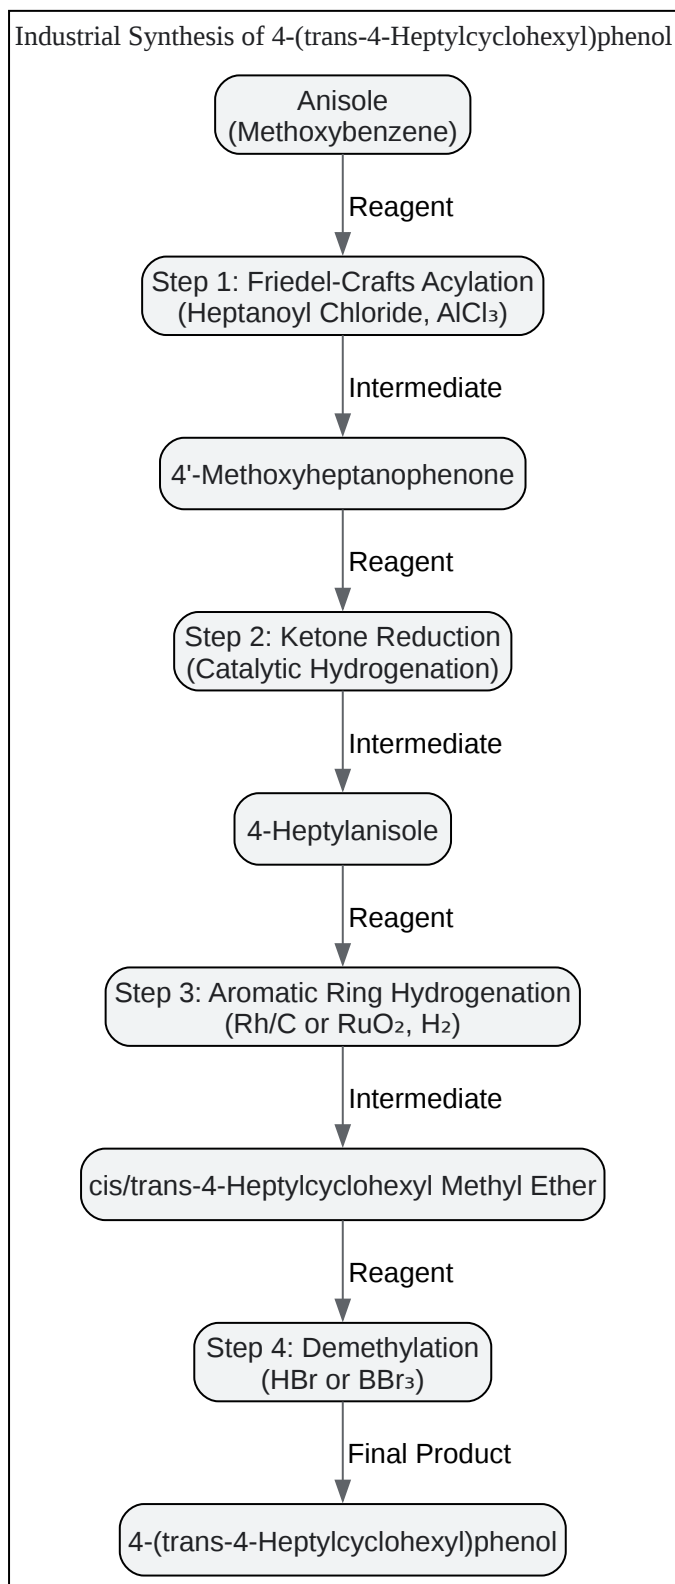 Industrial Synthesis of 4-(trans-4-Heptylcyclohexyl)phenol
Anisole
(Methoxybenzene)
Reagent
Step 1: Friedel-Crafts Acylation
(Heptanoyl Chloride, AlCl₃)
Intermediate
4'-Methoxyheptanophenone
Reagent
Step 2: Ketone Reduction
(Catalytic Hydrogenation)
Intermediate
4-Heptylanisole
Reagent
Step 3: Aromatic Ring Hydrogenation
(Rh/C or RuO₂, H₂)
Intermediate
cis/trans-4-Heptylcyclohexyl Methyl Ether
Reagent
Step 4: Demethylation
(HBr or BBr₃)
Final Product
4-(trans-4-Heptylcyclohexyl)phenol